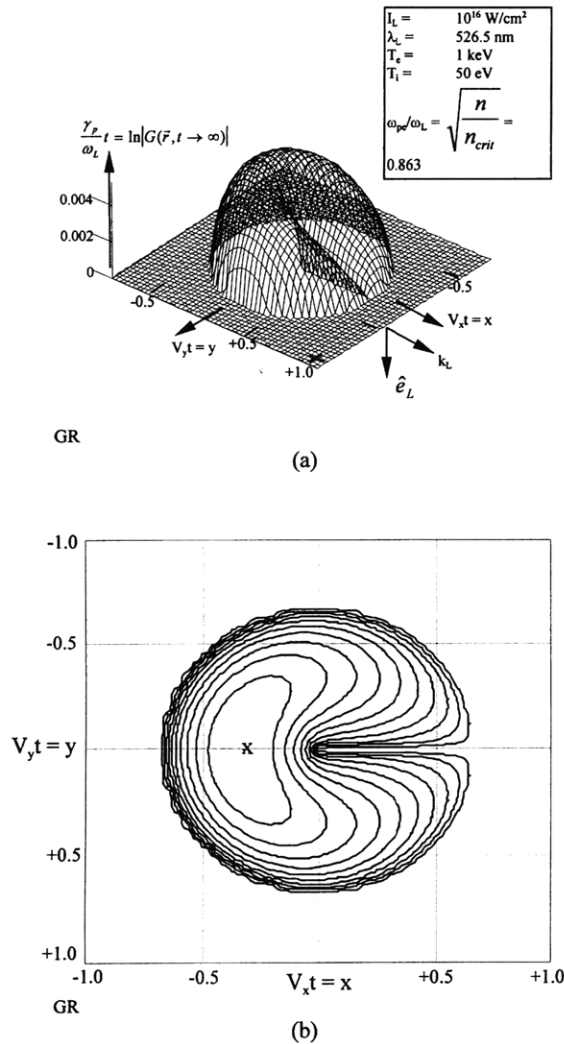 I_L = 10^16 W/cm^2
λ_L = 526.5 nm
T_e = 1 keV
T_i = 50 eV
ω_pe/ω_L = √(n/n_crit) =
0.863
γ_p/ω_L t = ln|G(r⃗, t → ∞)|
0.004
0.002
0
-0.5
+0.5
+1.0
-0.5
V_y t = y
V_x t = x
k_L
ê_L
GR
(a)
-1.0
-0.5
V_y t = y
x
+0.5
+1.0
-1.0
-0.5
V_x t = x
+0.5
+1.0
GR
(b)